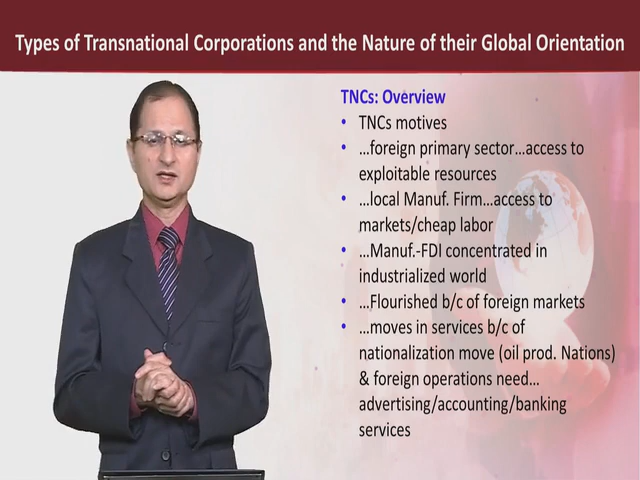 Types of Transnational Corporations and the Nature of their Global Orientation
TNCs: Overview
• TNCs motives
• ...foreign primary sector...access to
exploitable resources
• ...local Manuf. Firm...access to
markets/cheap labor
• ...Manuf.-FDI concentrated in
industrialized world
• ...Flourished b/c of foreign markets
• ...moves in services b/c of
nationalization move (oil prod. Nations)
& foreign operations need...
advertising/accounting/banking
services